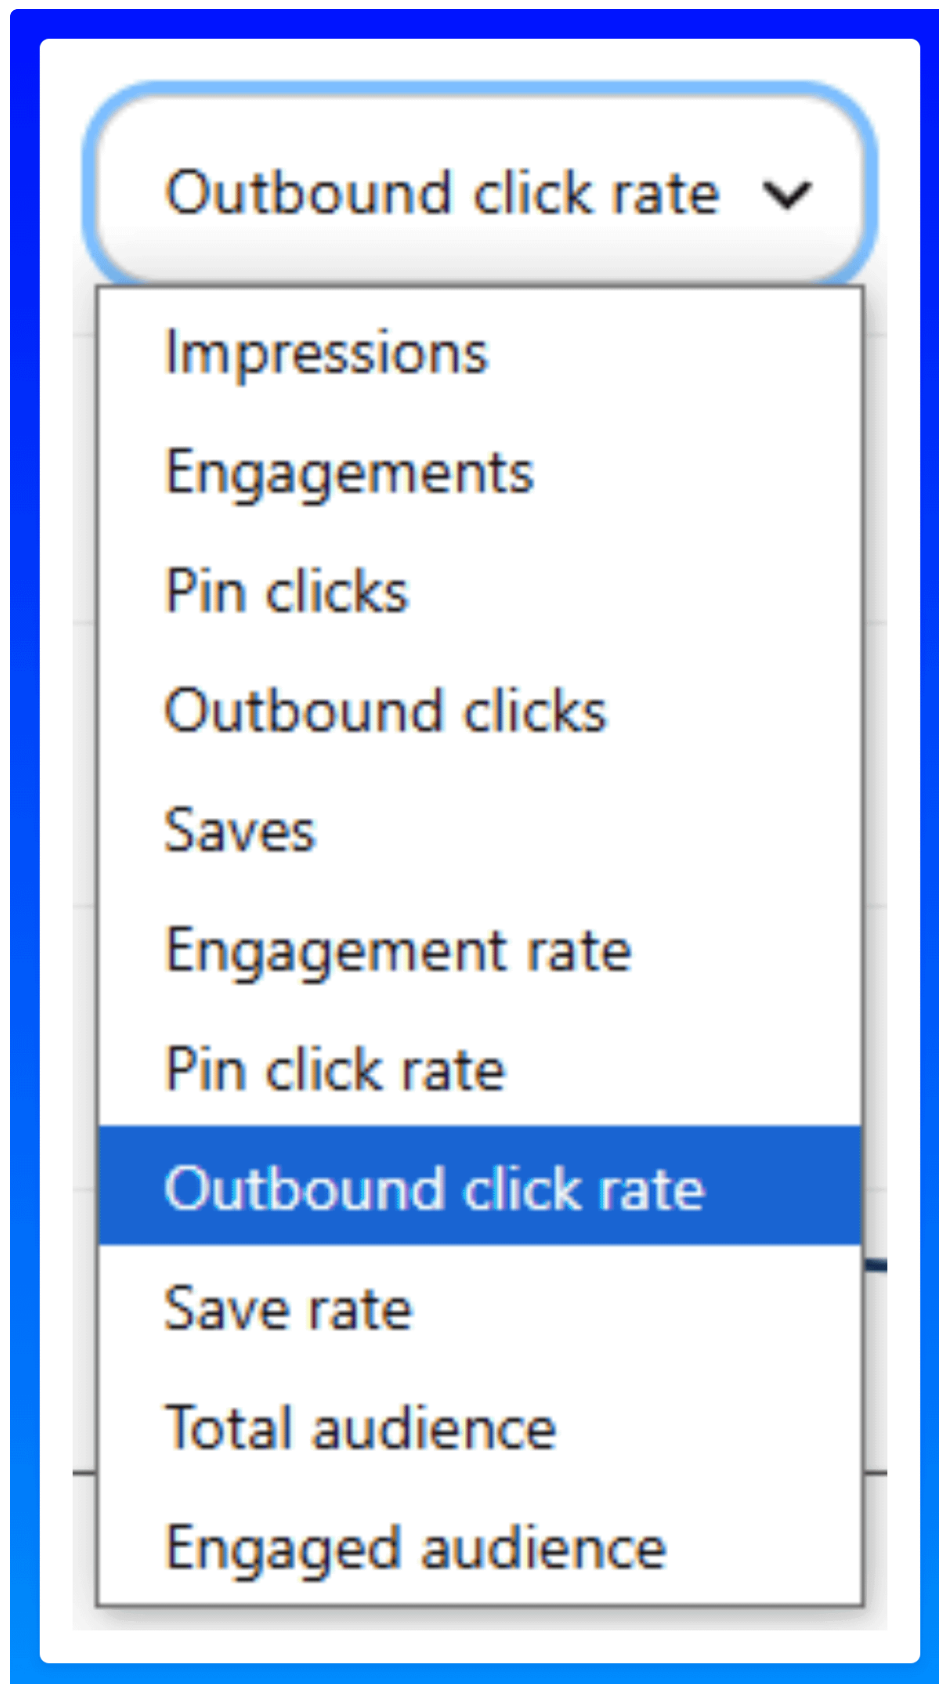 Outbound click rate
Impressions
Engagements
Pin clicks
Outbound clicks
Saves
Engagement rate
Pin click rate
Outbound click rate
Save rate
Total audience
Engaged audience